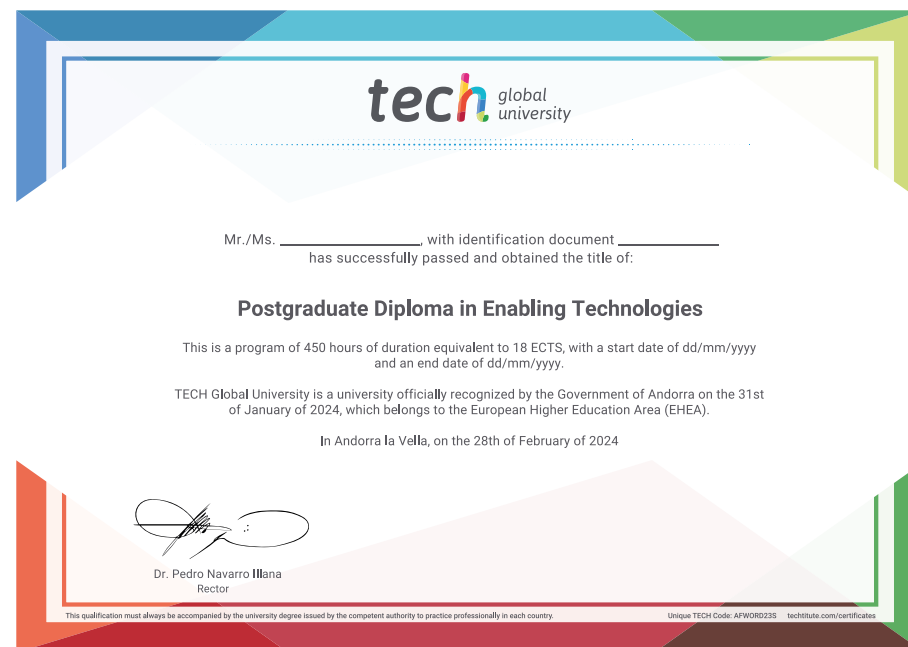 tech global
university
Mr./Ms. ____________________, with identification document ______________
has successfully passed and obtained the title of:
Postgraduate Diploma in Enabling Technologies
This is a program of 450 hours of duration equivalent to 18 ECTS, with a start date of dd/mm/yyyy
and an end date of dd/mm/yyyy.
TECH Global University is a university officially recognized by the Government of Andorra on the 31st
of January of 2024, which belongs to the European Higher Education Area (EHEA).
In Andorra la Vella, on the 28th of February of 2024
Dr. Pedro Navarro Illana
Rector
This qualification must always be accompanied by the university degree issued by the competent authority to practice professionally in each country. Unique TECH Code: AFWORD23S techtitute.com/certificates